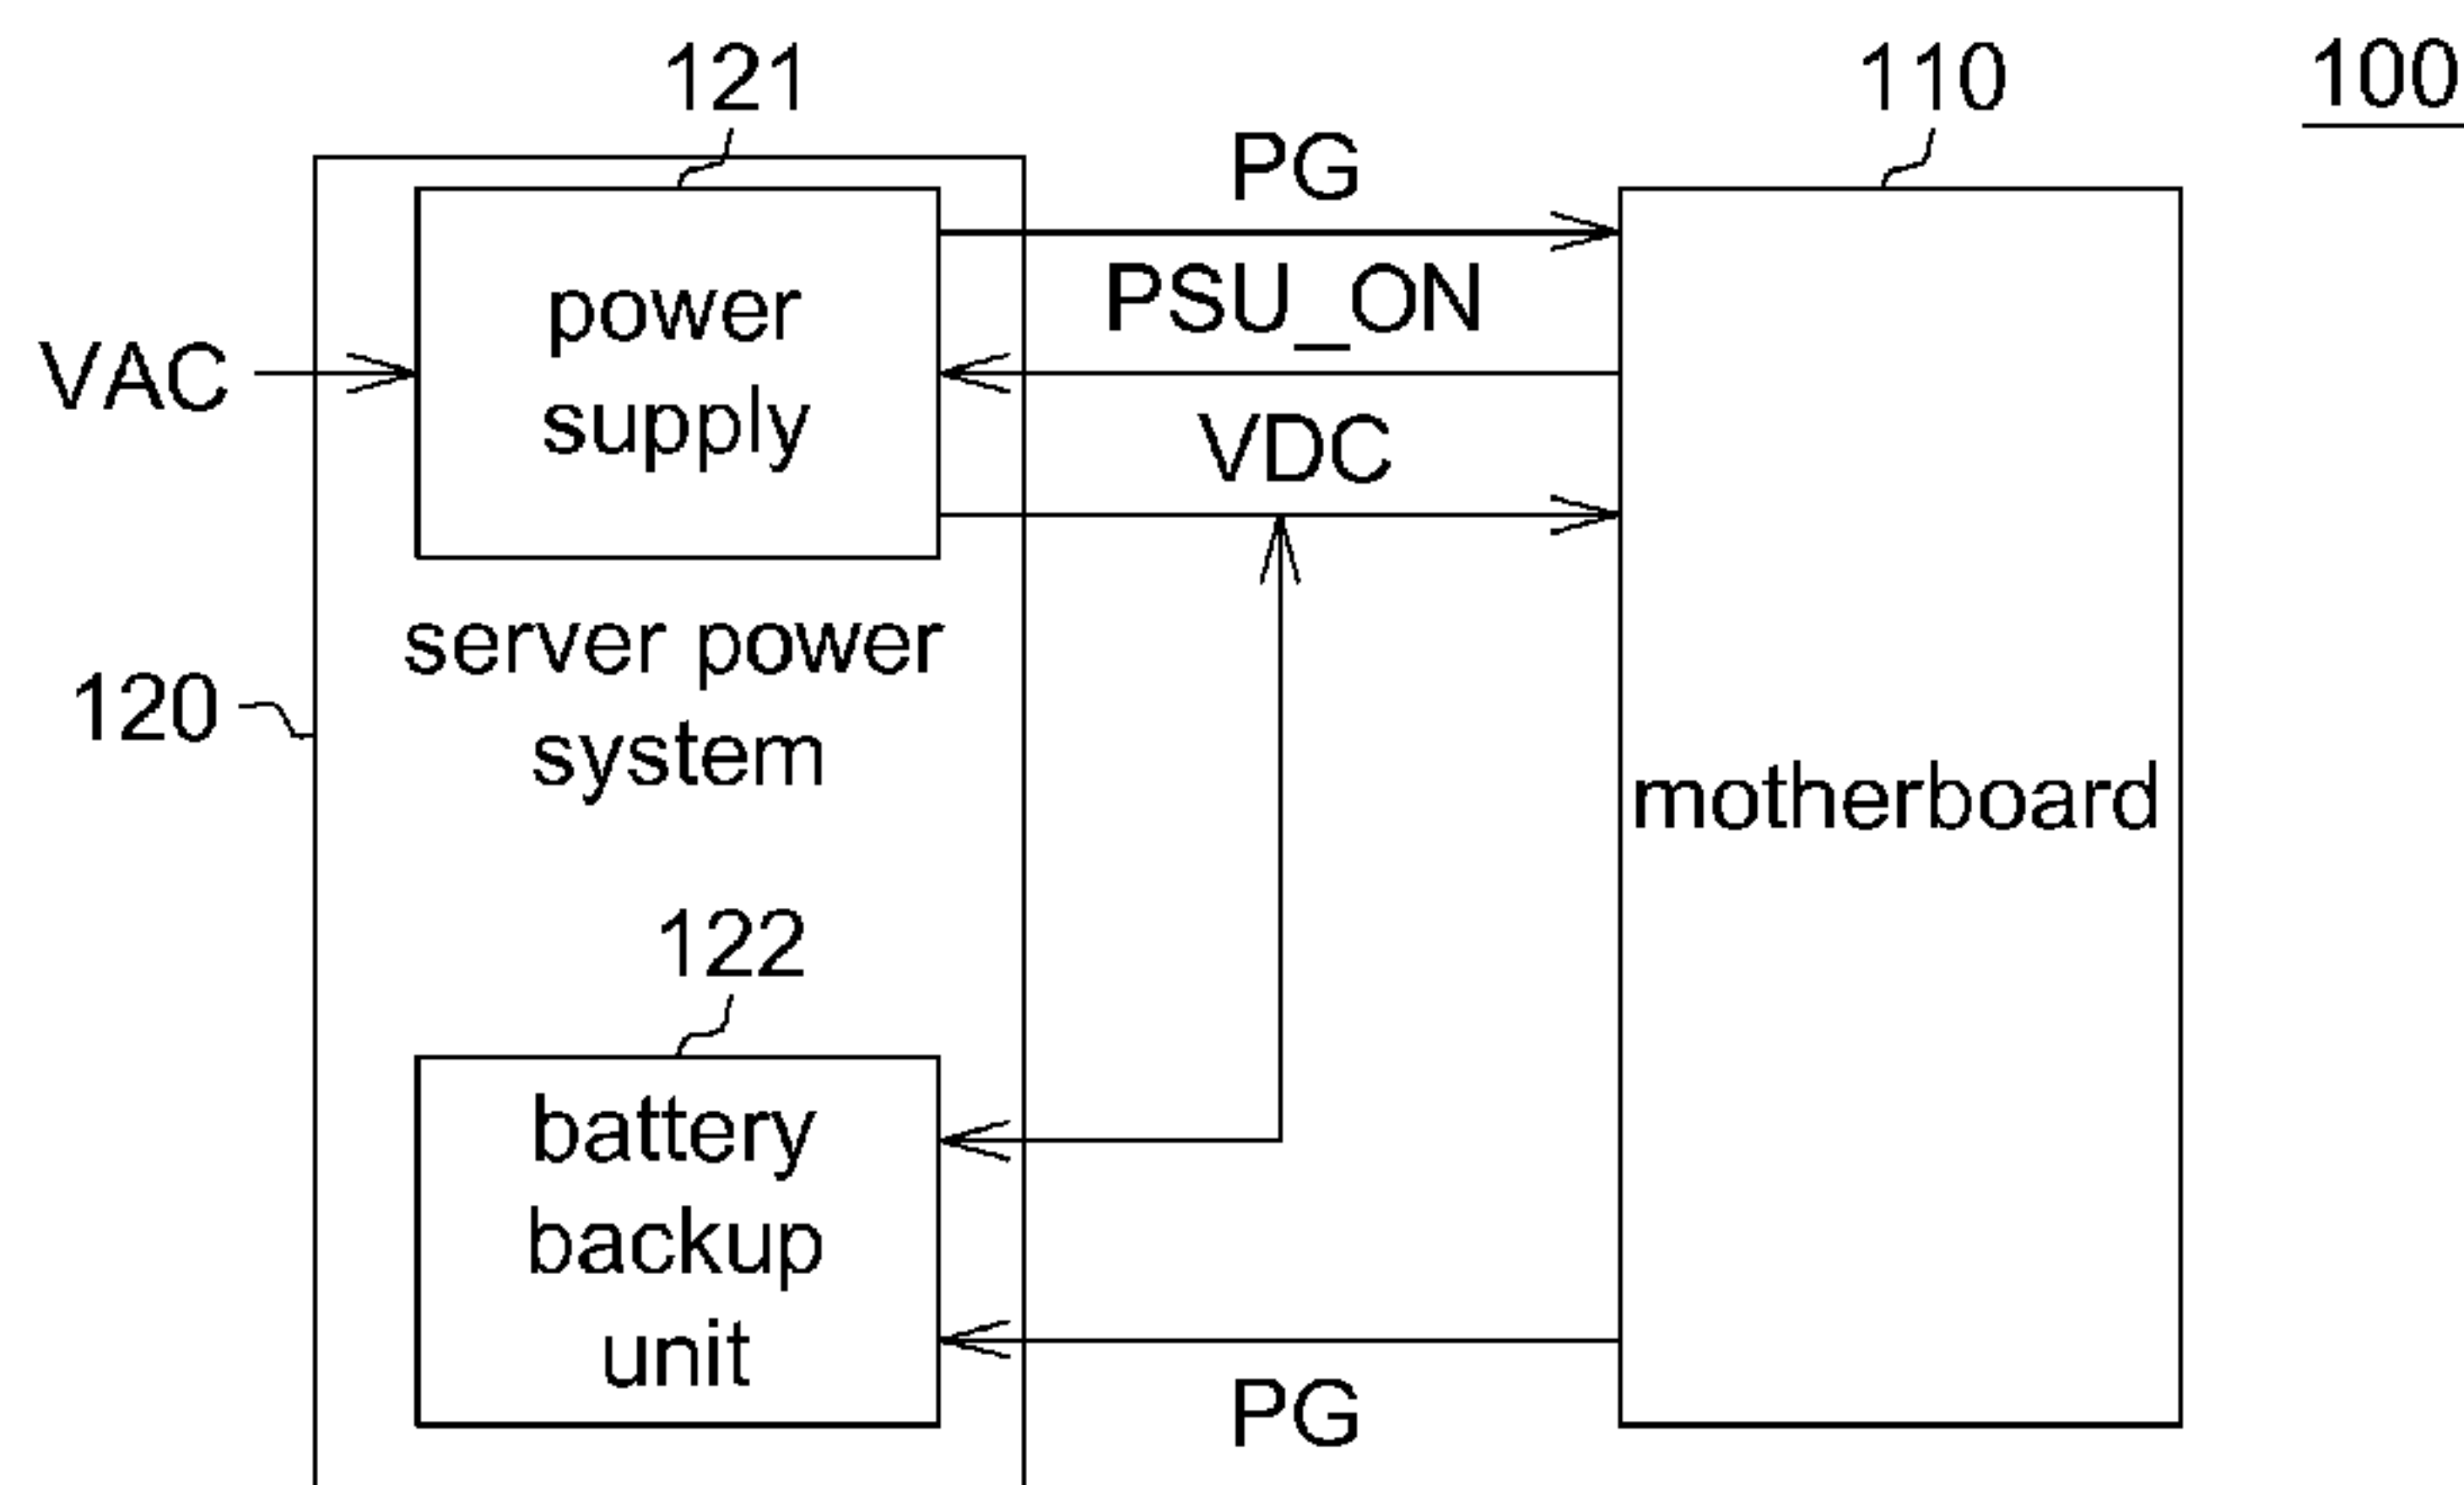 121
110
100
PG
power
supply
PSU_ON
VAC
VDC
server power
system
120
motherboard
122
battery
backup
unit
PG